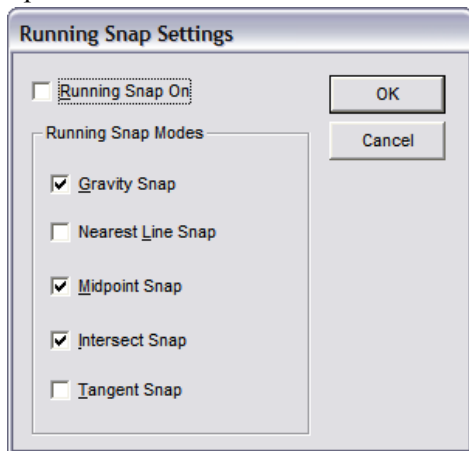 Running Snap Settings
Running Snap On
OK
Running Snap Modes
Cancel
Gravity Snap
Nearest Line Snap
Midpoint Snap
Intersect Snap
Tangent Snap